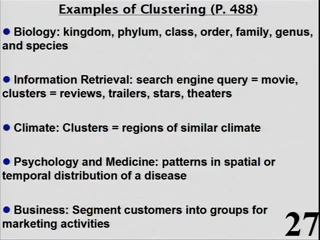 Examples of Clustering (P. 488)
Biology: kingdom, phylum, class, order, family, genus,
and species
Information Retrieval: search engine query = movie,
clusters = reviews, trailers, stars, theaters
Climate: Clusters = regions of similar climate
Psychology and Medicine: patterns in spatial or
temporal distribution of a disease
Business: Segment customers into groups for
marketing activities
27